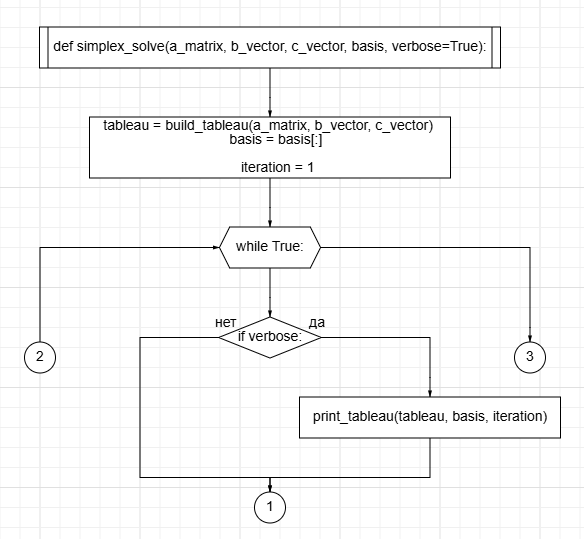 def simplex_solve(a_matrix, b_vector, c_vector, basis, verbose=True):
tableau = build_tableau(a_matrix, b_vector, c_vector)
basis = basis[:]
iteration = 1
while True:
нет
да
if verbose:
2
3
print_tableau(tableau, basis, iteration)
1